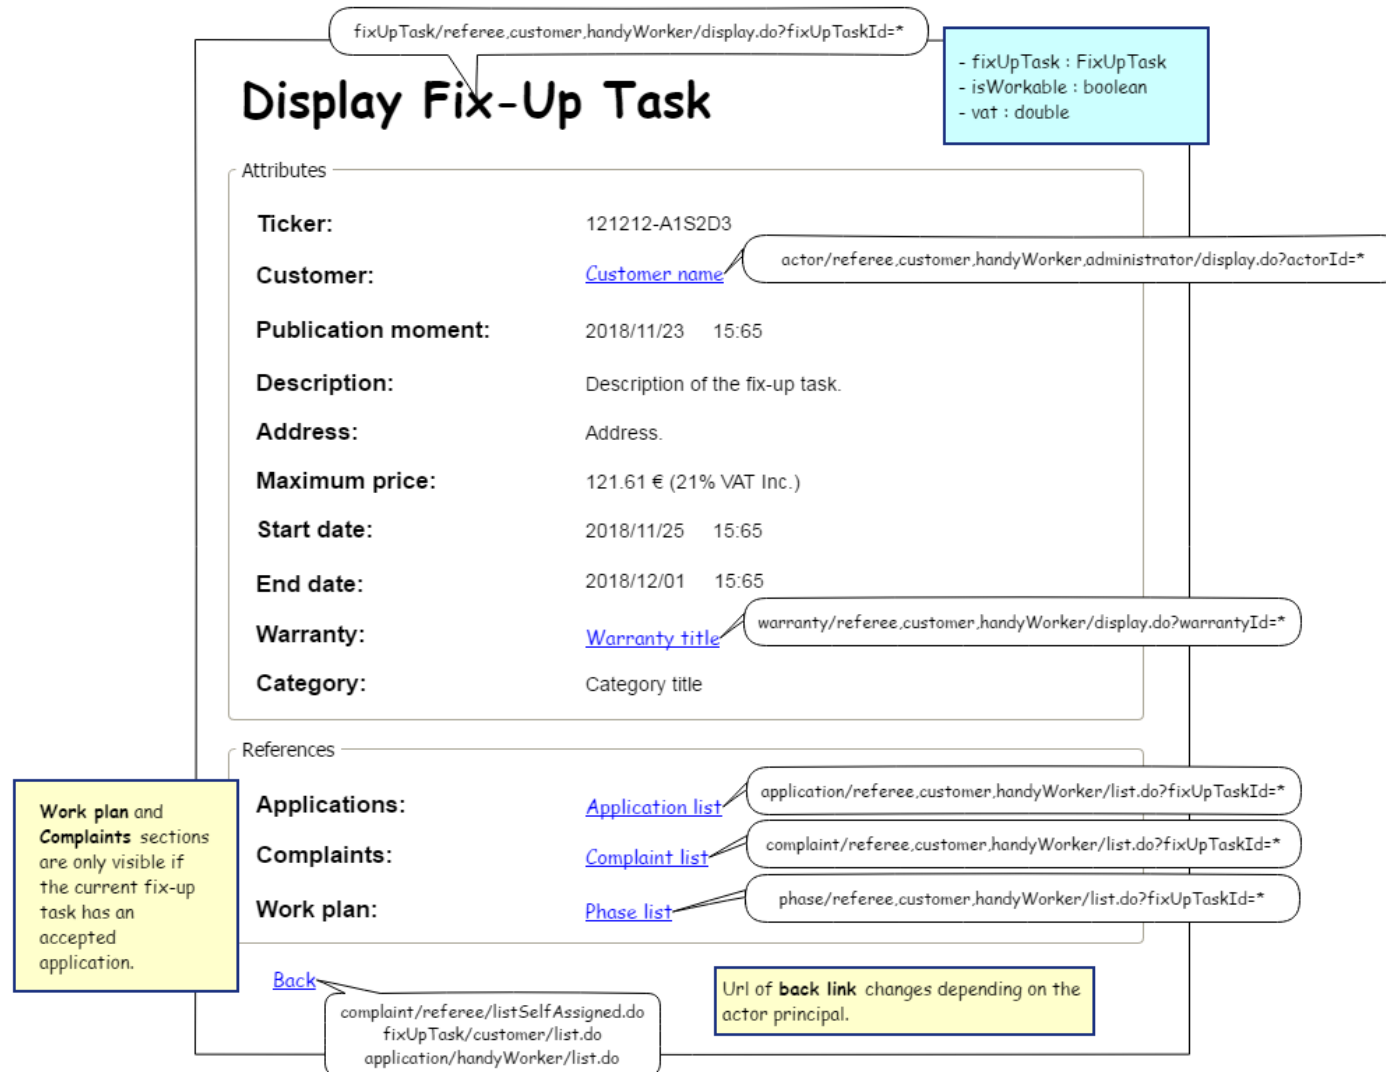 fixUpTask/referee,customer,handyWorker/display.do?fixUpTaskId=*
Display Fix-Up Task
- fixUpTask : FixUpTask
- isWorkable : boolean
- vat : double
Attributes
Ticker: 121212-A1S2D3
Customer: Customer name
actor/referee,customer,handyWorker,administrator/display.do?actorId=*
Publication moment: 2018/11/23 15:65
Description: Description of the fix-up task.
Address: Address.
Maximum price: 121.61 € (21% VAT Inc.)
Start date: 2018/11/25 15:65
End date: 2018/12/01 15:65
Warranty: Warranty title
warranty/referee,customer,handyWorker/display.do?warrantyId=*
Category: Category title
References
Applications: Application list
application/referee,customer,handyWorker/list.do?fixUpTaskId=*
Complaints: Complaint list
complaint/referee,customer,handyWorker/list.do?fixUpTaskId=*
Work plan: Phase list
phase/referee,customer,handyWorker/list.do?fixUpTaskId=*
Work plan and
Complaints sections
are only visible if
the current fix-up
task has an
accepted
application.
Back
complaint/referee/listSelfAssigned.do
fixUpTask/customer/list.do
application/handyWorker/list.do
Url of back link changes depending on the
actor principal.